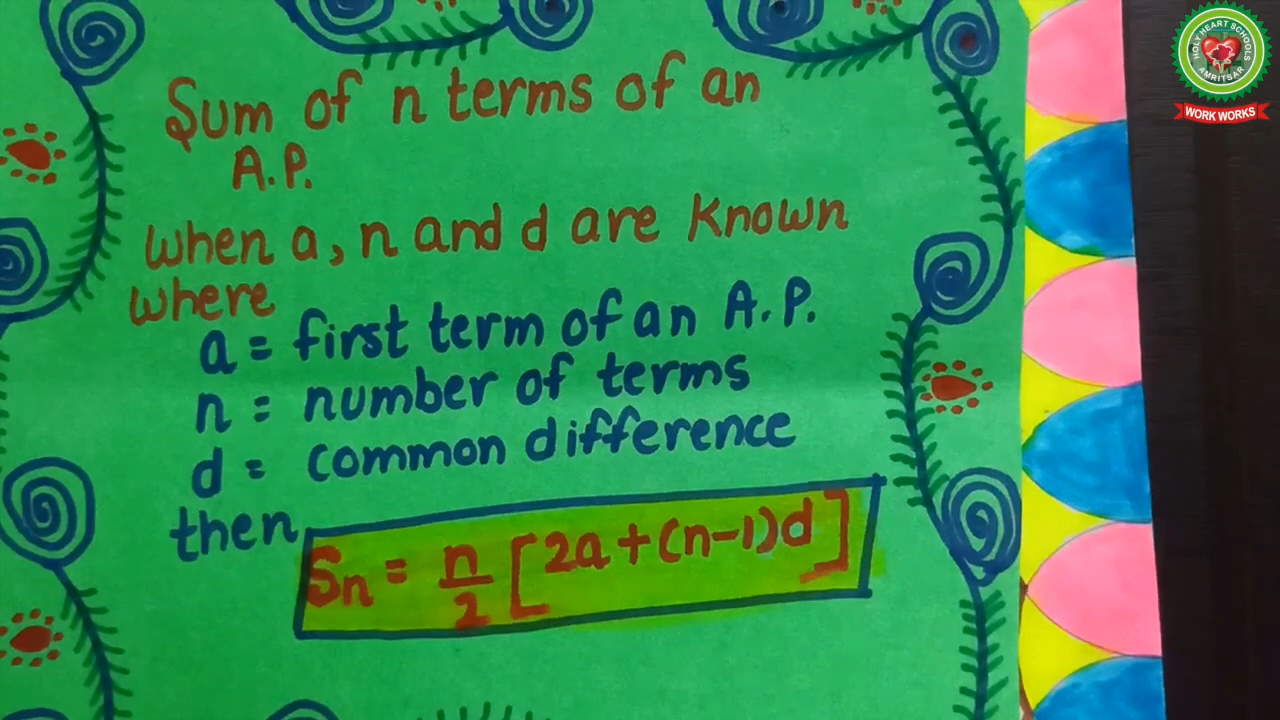 Sum of n terms of an
A.P.
when a, n and d are known
where
a = first term of an A.P.
n = number of terms
d = common difference
then
Sn = n/2 [2a+(n-1)d]
HOLY HEART SCHOOLS
AMRITSAR
WORK WORKS